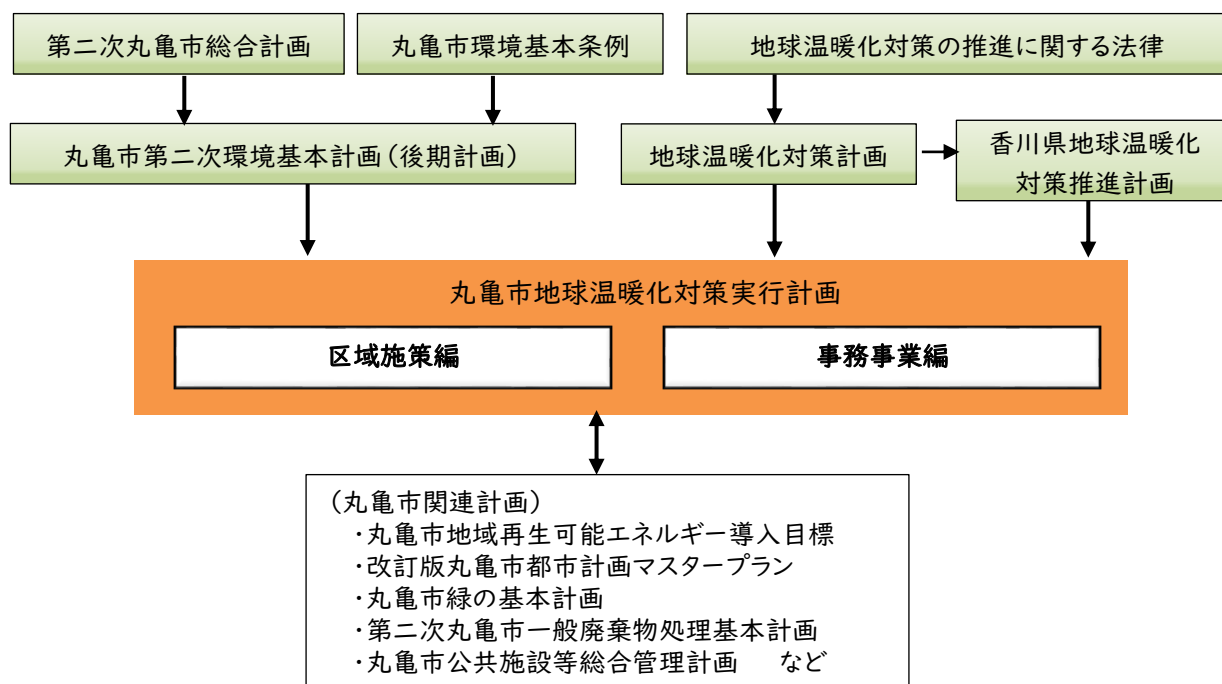 第二次丸亀市総合計画
丸亀市環境基本条例
地球温暖化対策の推進に関する法律
丸亀市第二次環境基本計画(後期計画)
地球温暖化対策計画
香川県地球温暖化
対策推進計画
丸亀市地球温暖化対策実行計画
区域施策編
事務事業編
(丸亀市関連計画)
・丸亀市地域再生可能エネルギー導入目標
・改訂版丸亀市都市計画マスタープラン
・丸亀市緑の基本計画
・第二次丸亀市一般廃棄物処理基本計画
・丸亀市公共施設等総合管理計画　など